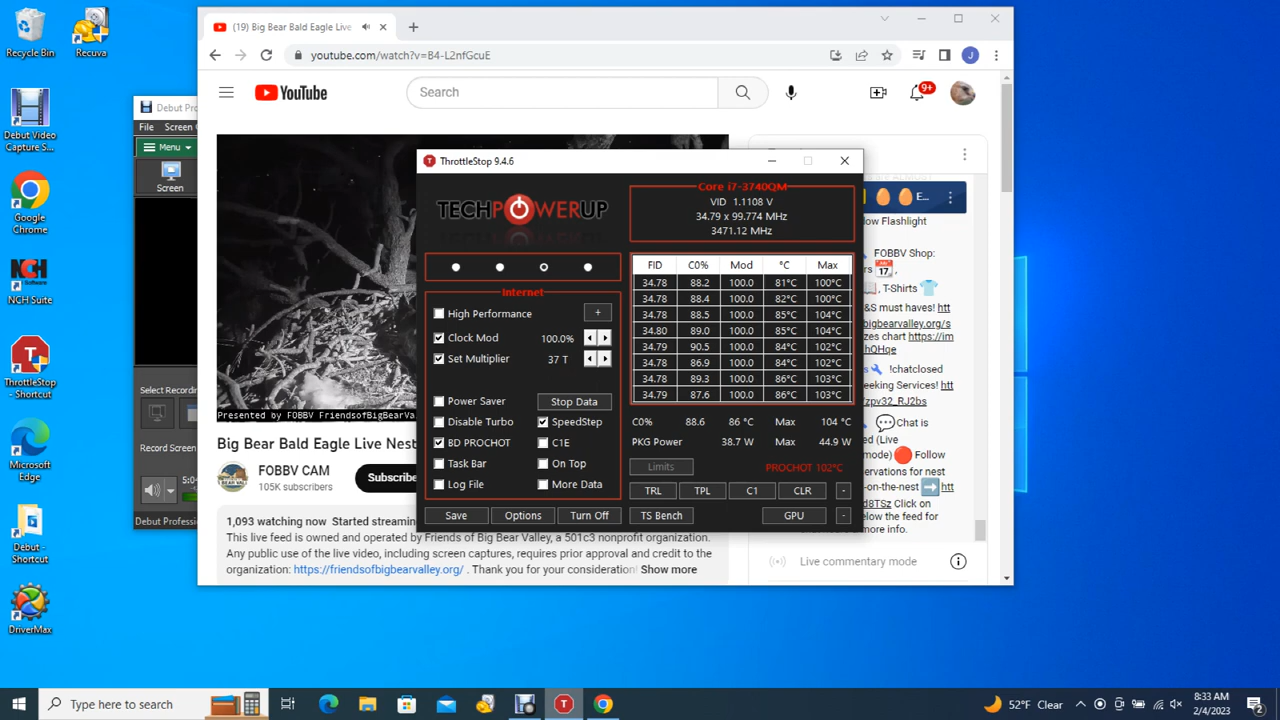 Recycle Bin
Recuva
Debut Video
Capture S...
Google
Chrome
NCH Suite
ThrottleStop
- Shortcut
Microsoft
Edge
Debut -
Shortcut
DriverMax
Debut Pro
File Screen
Menu
Screen
Select Recording
Record Screen
5:0
Debut Profession
(19) Big Bear Bald Eagle Live
youtube.com/watch?v=B4-L2nfGcuE
J
YouTube
Search
9+
Presented by FOBBV FriendsofBigBearVa
Big Bear Bald Eagle Live Nest
FOBBV CAM
105K subscribers
Subscribe
1,093 watching now Started streaming
This live feed is owned and operated by Friends of Big Bear Valley, a 501c3 nonprofit organization.
Any public use of the live video, including screen captures, requires prior approval and credit to the
organization: https://friendsofbigbearvalley.org/ . Thank you for your consideration! Show more
E...
low Flashlight
FOBBV Shop:
rs 📆,
, T-Shirts 👕
&S must haves! htt
bigbearvalley.org/s
zes chart https://im
hQHqe
s 🔧 !chatclosed
eeking Services! htt
zpv32_RJ2bs
Chat is
d (Live
mode) 🔴 Follow
ervations for nest
-on-the-nest ➡️ htt
d8TSz Click on
elow the feed for
more info.
Live commentary mode
ThrottleStop 9.4.6
TECHPOWERUP
Core i7-3740QM
VID 1.1108 V
34.79 x 99.774 MHz
3471.12 MHz
Internet
High Performance +
Clock Mod 100.0%
Set Multiplier 37 T
Power Saver Stop Data
Disable Turbo SpeedStep
BD PROCHOT C1E
Task Bar On Top
Log File More Data
Save Options Turn Off
FID C0% Mod °C Max
34.78 88.2 100.0 81°C 100°C
34.78 88.4 100.0 82°C 100°C
34.78 88.5 100.0 85°C 104°C
34.80 89.0 100.0 85°C 104°C
34.79 90.5 100.0 84°C 102°C
34.78 86.9 100.0 84°C 102°C
34.78 89.3 100.0 86°C 103°C
34.79 87.6 100.0 86°C 103°C
C0% 88.6 86 °C Max 104 °C
PKG Power 38.7 W Max 44.9 W
Limits PROCHOT 102°C
TRL TPL C1 CLR -
TS Bench GPU -
Type here to search
52°F Clear
8:33 AM
2/4/2023
2